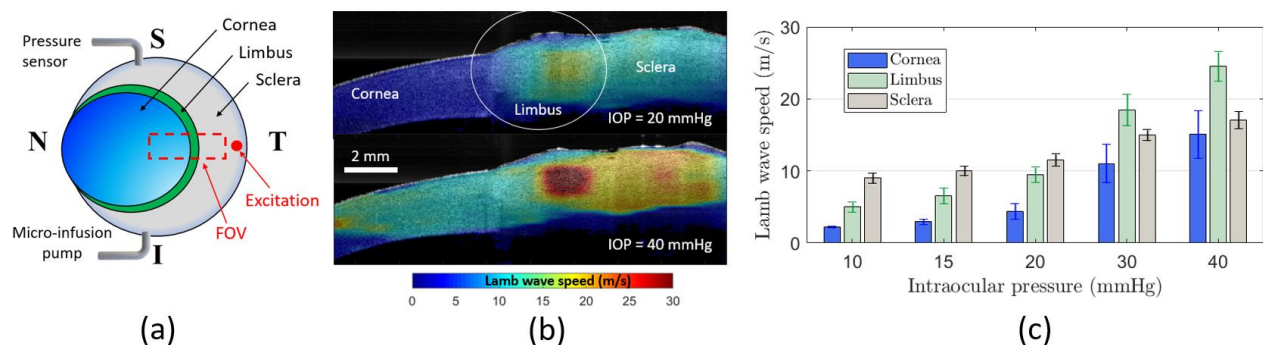 Pressure
sensor
S
Cornea
Limbus
Sclera
N
T
Excitation
FOV
Micro-infusion
pump
I
(a)
Cornea
Limbus
Sclera
IOP = 20 mmHg
2 mm
IOP = 40 mmHg
Lamb wave speed (m/s)
0 5 10 15 20 25 30
(b)
Lamb wave speed (m/s)
30
20
10
0
Cornea
Limbus
Sclera
10 15 20 30 40
Intraocular pressure (mmHg)
(c)